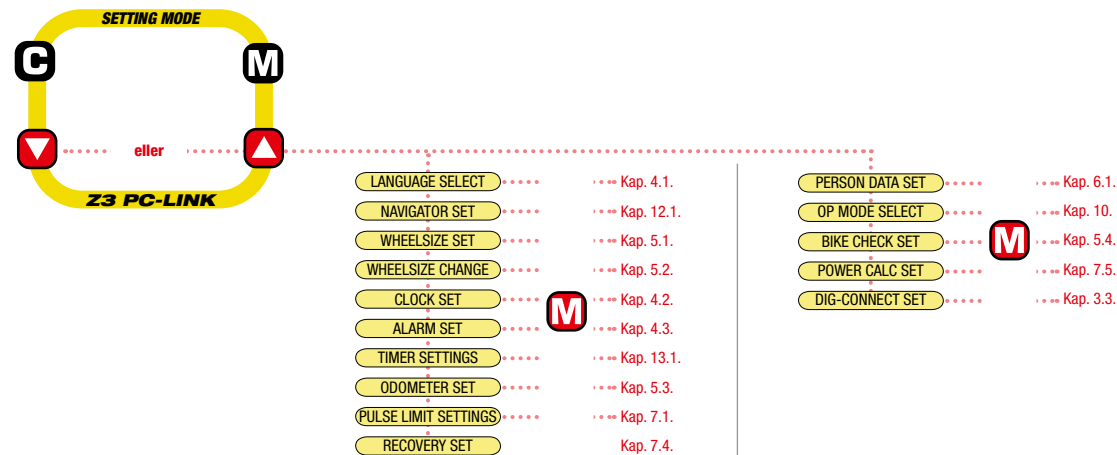 SETTING MODE
C
M
eller
Z3 PC-LINK
LANGUAGE SELECT Kap. 4.1.
NAVIGATOR SET Kap. 12.1.
WHEELSIZE SET Kap. 5.1.
WHEELSIZE CHANGE Kap. 5.2.
CLOCK SET Kap. 4.2.
M
ALARM SET Kap. 4.3.
TIMER SETTINGS Kap. 13.1.
ODOMETER SET Kap. 5.3.
PULSE LIMIT SETTINGS Kap. 7.1.
RECOVERY SET Kap. 7.4.
PERSON DATA SET Kap. 6.1.
OP MODE SELECT Kap. 10.
BIKE CHECK SET M Kap. 5.4.
POWER CALC SET Kap. 7.5.
DIG-CONNECT SET Kap. 3.3.